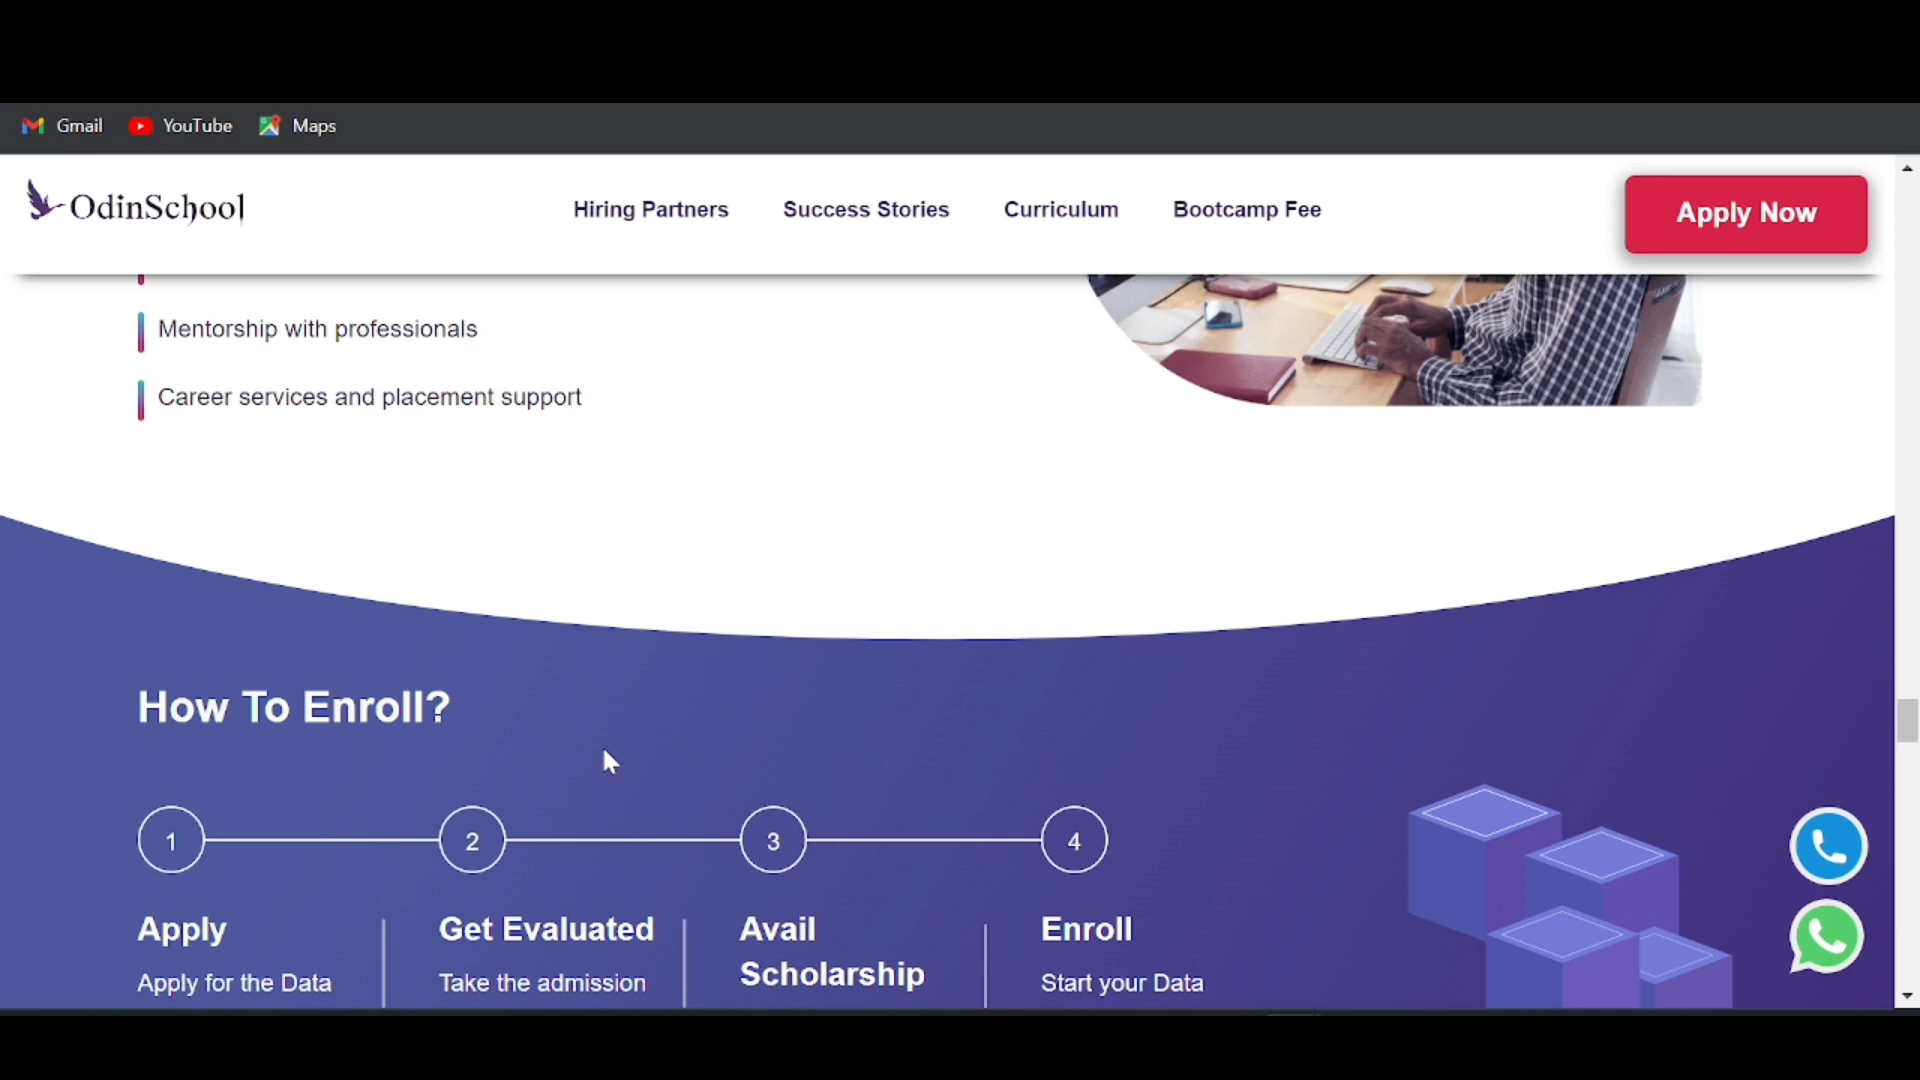 Gmail YouTube Maps
OdinSchool
Hiring Partners Success Stories Curriculum Bootcamp Fee
Apply Now
Mentorship with professionals
Career services and placement support
How To Enroll?
1 2 3 4
Apply
Apply for the Data
Get Evaluated
Take the admission
Avail
Scholarship
Enroll
Start your Data